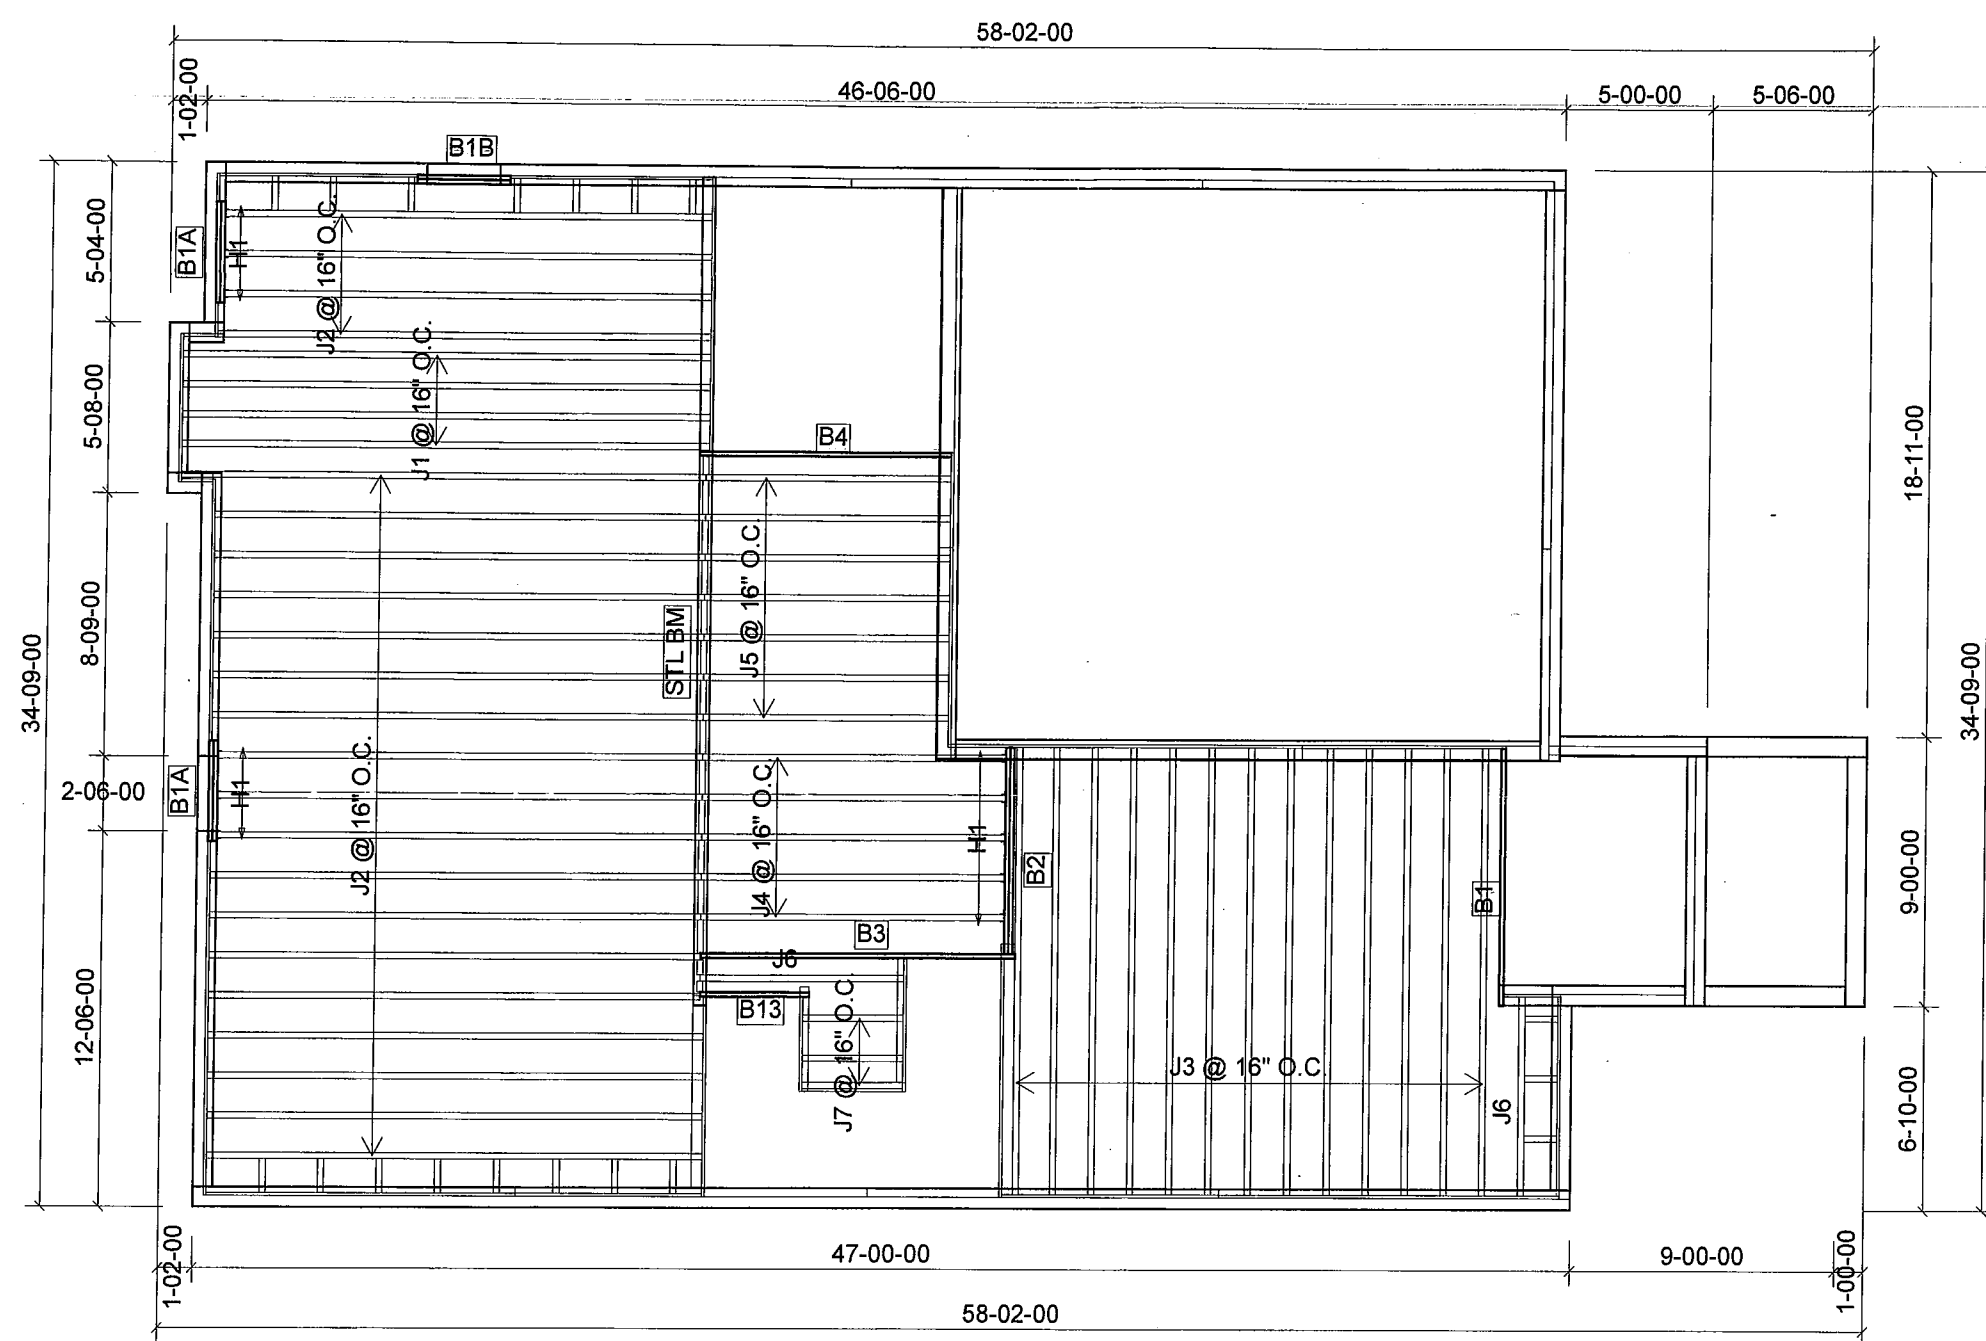 58-02-00
1-02-00
46-06-00
5-00-00
5-06-00
B1B
5-04-00
B1A
H1
J2 @ 16" O.C.
5-08-00
J1 @ 16" O.C.
B4
18-11-00
8-09-00
34-09-00
STL BM
J5 @ 16" O.C.
34-09-00
2-06-00
B1A
H1
J2 @ 16" O.C.
J4 @ 16" O.C.
H1
B2
B1
9-00-00
B3
J6
B13
12-06-00
J7 @ 16" O.C.
J3 @ 16" O.C.
J6
6-10-00
1-02-00
47-00-00
9-00-00
1-00-00
58-02-00